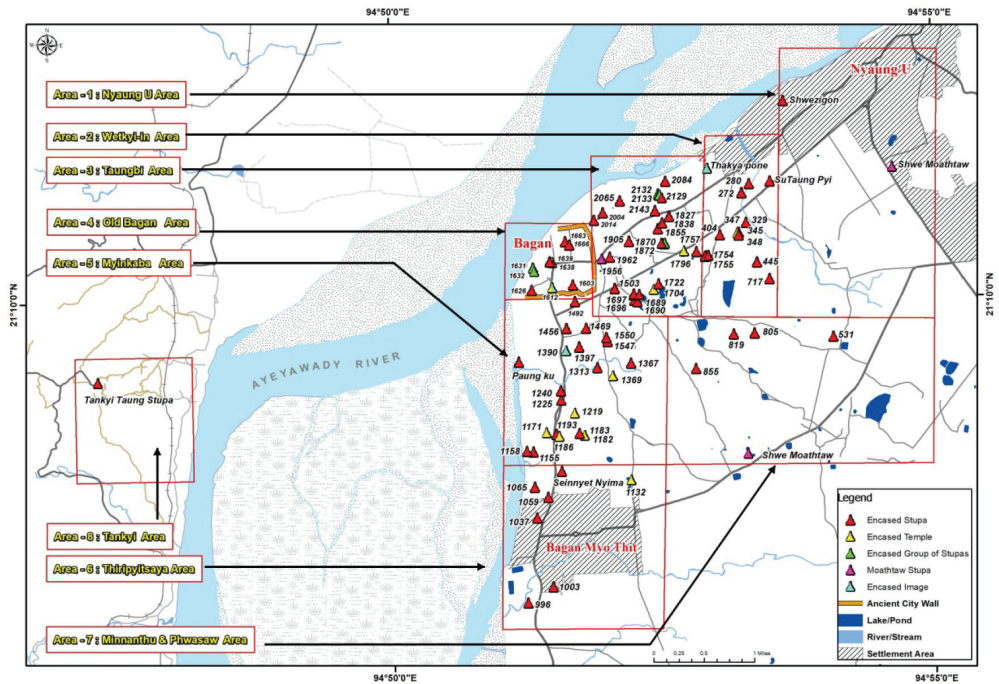 94°50'0"E
94°55'0"E
N
W
E
S
Nyaung U
Area - 1 : Nyaung U Area
Shwezigon
Area - 2 : Wetkyi-in Area
Area - 3 : Taungbi Area
Thakya pone
Shwe Moathtaw
280
SuTaung Pyi
272
2084
2132
2133
2129
2065
2143
2004
2014
1827
1838
1855
347
329
345
348
404
Area - 4 : Old Bagan Area
Bagan
1663
1666
1905
1870
1872
1757
1796
1754
1755
445
717
Area - 5 : Myinkaba Area
1639
1638
1631
1632
1962
1956
1626
1612
1603
1503
1722
1704
1697
1696
1689
1690
1492
21°10'0"N
21°10'0"N
1456
1469
1550
1547
819
805
531
1390
1397
1313
1367
1369
855
Paung ku
AYEYAWADY RIVER
Tankyi Taung Stupa
1240
1225
1219
1171
1193
1183
1182
1186
1158
1155
Shwe Moathtaw
Seinnyet Nyima
1065
1059
1132
1037
Bagan Myo Thit
Area - 8 : Tankyi Area
Area - 6 : Thiripyitsaya Area
1003
996
Area - 7 : Minnanthu & Phwasaw Area
Legend
Encased Stupa
Encased Temple
Encased Group of Stupas
Moathtaw Stupa
Encased Image
Ancient City Wall
Lake/Pond
River/Stream
Settlement Area
0 0.25 0.5 1 Miles
94°50'0"E
94°55'0"E